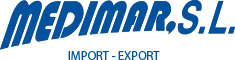 MEDIMAR, S.L.
IMPORT - EXPORT